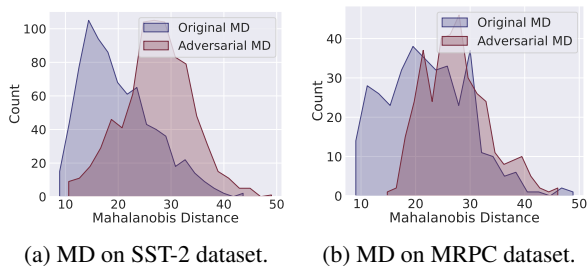 Original MD
Adversarial MD
100
80
60
40
20
0
Count
10 20 30 40 50
Mahalanobis Distance
(a) MD on SST-2 dataset.
Original MD
Adversarial MD
40
30
20
10
0
Count
10 20 30 40 50
Mahalanobis Distance
(b) MD on MRPC dataset.